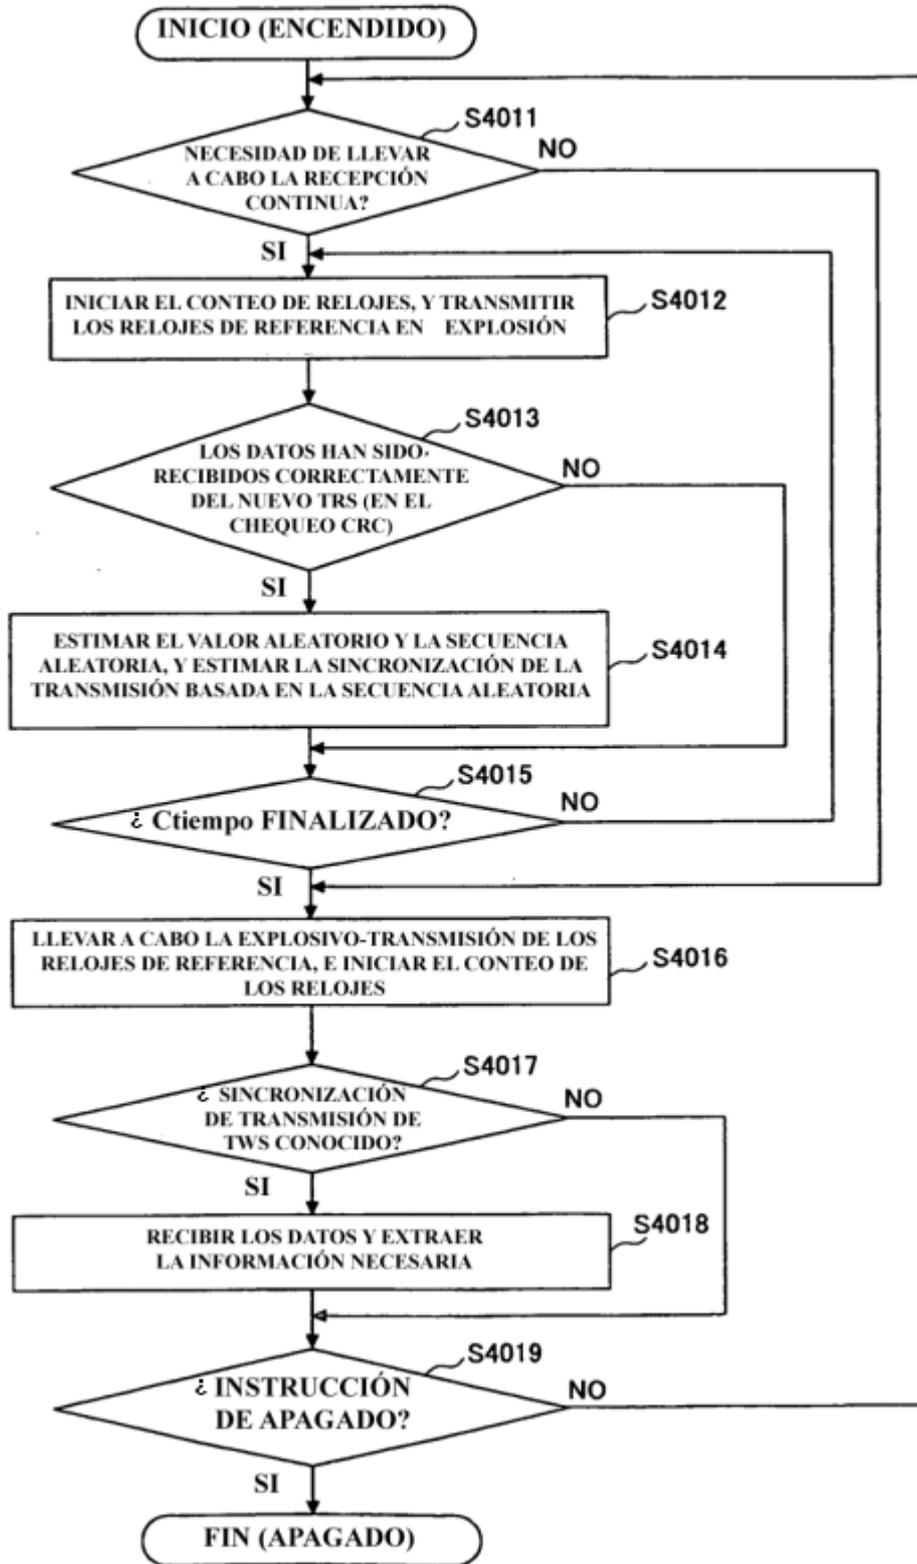 INICIO (ENCENDIDO)
S4011
NECESIDAD DE LLEVAR
A CABO LA RECEPCIÓN
CONTINUA?
NO
SI
INICIAR EL CONTEO DE RELOJES, Y TRANSMITIR
LOS RELOJES DE REFERENCIA EN EXPLOSIÓN
S4012
S4013
LOS DATOS HAN SIDO
RECIBIDOS CORRECTAMENTE
DEL NUEVO TRS (EN EL
CHEQUEO CRC)
NO
SI
ESTIMAR EL VALOR ALEATORIO Y LA SECUENCIA
ALEATORIA, Y ESTIMAR LA SINCRONIZACIÓN DE LA
TRANSMISIÓN BASADA EN LA SECUENCIA ALEATORIA
S4014
S4015
¿ Ctiempo FINALIZADO?
NO
SI
LLEVAR A CABO LA EXPLOSIVO-TRANSMISIÓN DE LOS
RELOJES DE REFERENCIA, E INICIAR EL CONTEO DE
LOS RELOJES
S4016
S4017
¿ SINCRONIZACIÓN
DE TRANSMISIÓN DE
TWS CONOCIDO?
NO
SI
RECIBIR LOS DATOS Y EXTRAER
LA INFORMACIÓN NECESARIA
S4018
S4019
¿ INSTRUCCIÓN
DE APAGADO?
NO
SI
FIN (APAGADO)